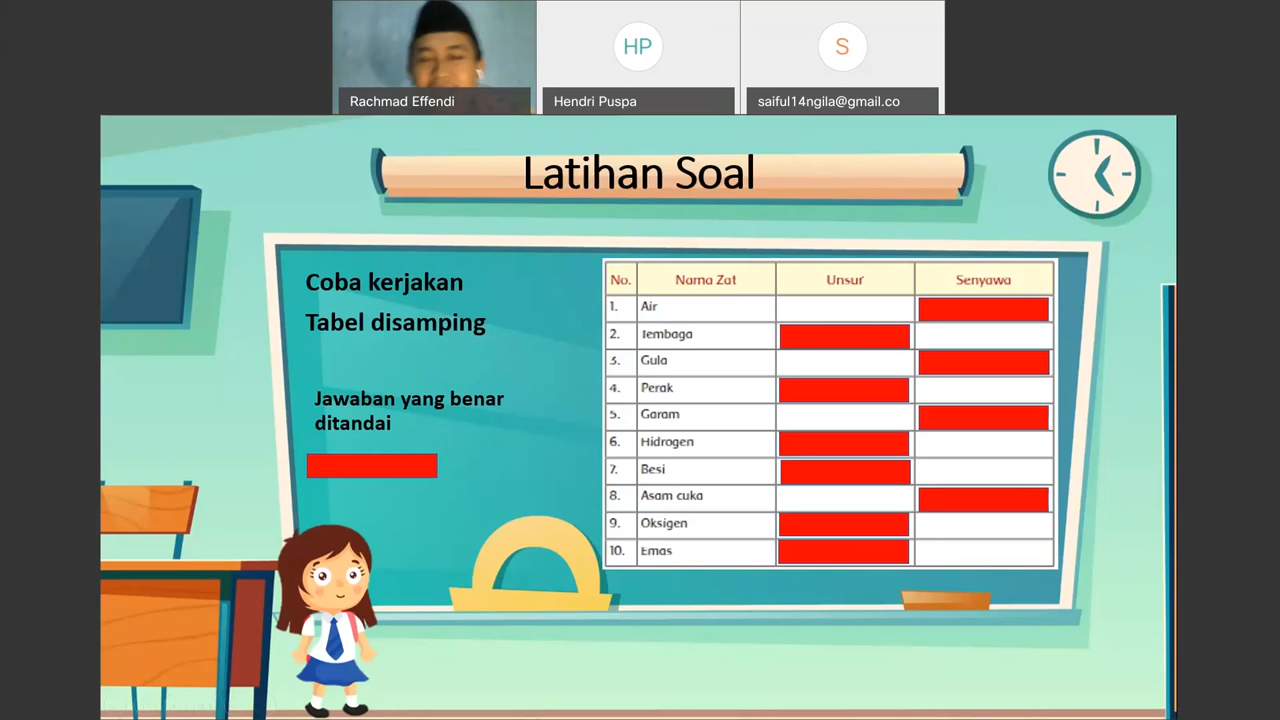 Rachmad Effendi
HP
Hendri Puspa
S
saiful14ngila@gmail.co
Latihan Soal
Coba kerjakan
Tabel disamping
Jawaban yang benar
ditandai
No. Nama Zat Unsur Senyawa
1. Air
2. Tembaga
3. Gula
4. Perak
5. Garam
6. Hidrogen
7. Besi
8. Asam cuka
9. Oksigen
10. Emas